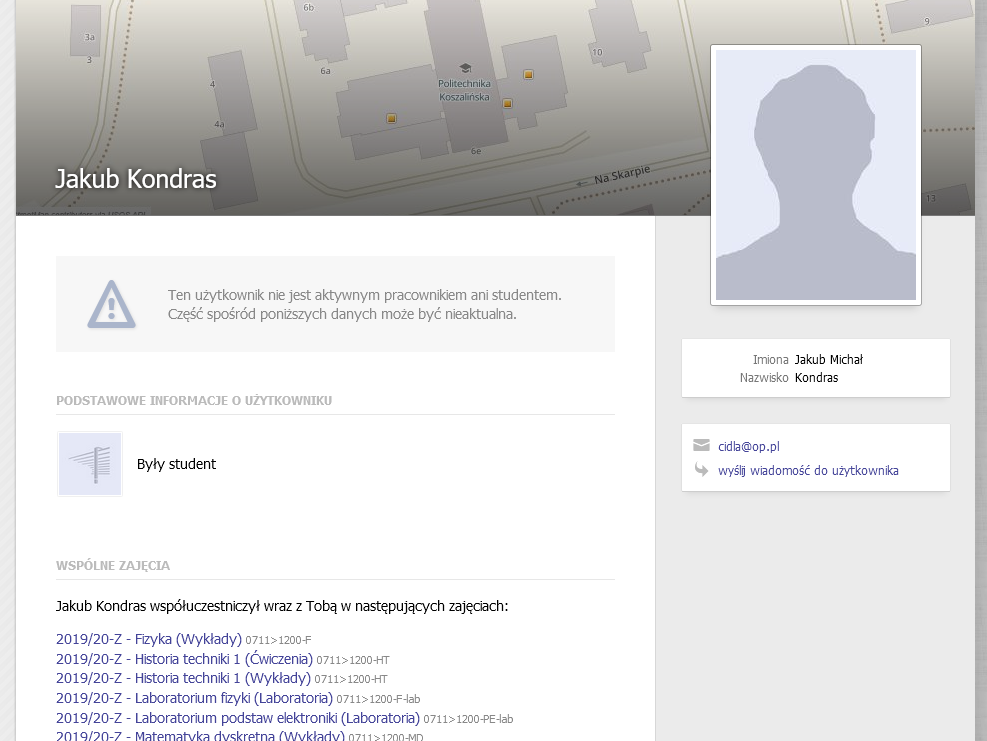 6b
3a
9
3
10
6a
Politechnika
Koszalińska
4
4a
6e
Na Skarpie
13
Jakub Kondras
Ten użytkownik nie jest aktywnym pracownikiem ani studentem.
Część spośród poniższych danych może być nieaktualna.
Imiona Jakub Michał
Nazwisko Kondras
PODSTAWOWE INFORMACJE O UŻYTKOWNIKU
cidla@op.pl
Były student
wyślij wiadomość do użytkownika
WSPÓLNE ZAJĘCIA
Jakub Kondras współuczestniczył wraz z Tobą w następujących zajęciach:
2019/20-Z - Fizyka (Wykłady) 0711>1200-F
2019/20-Z - Historia techniki 1 (Ćwiczenia) 0711>1200-HT
2019/20-Z - Historia techniki 1 (Wykłady) 0711>1200-HT
2019/20-Z - Laboratorium fizyki (Laboratoria) 0711>1200-F-lab
2019/20-Z - Laboratorium podstaw elektroniki (Laboratoria) 0711>1200-PE-lab
2019/20-Z - Matematyka dyskretna (Wykłady) 0711>1200-MD